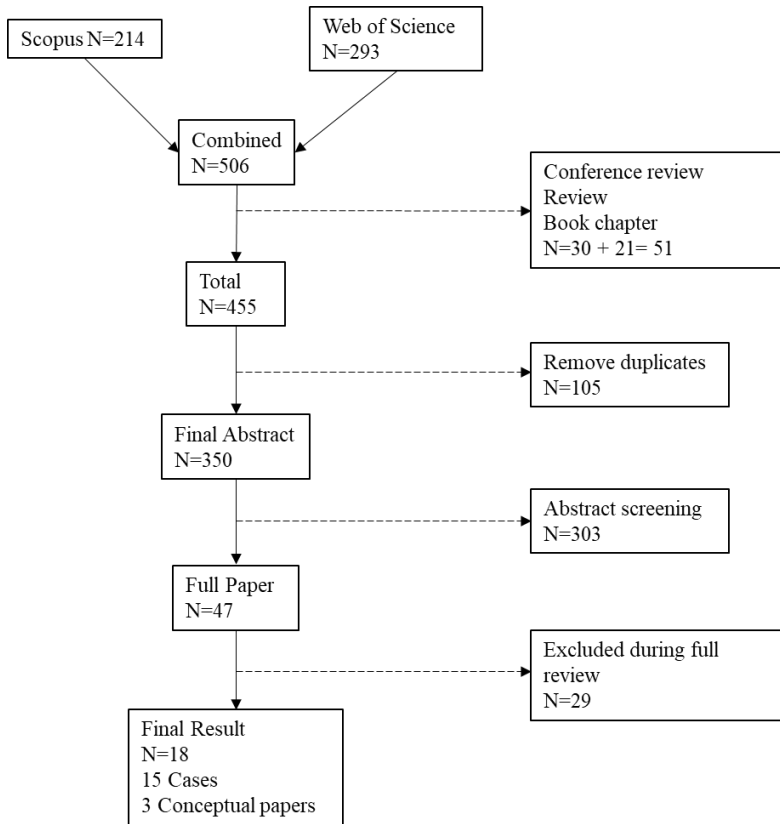 Scopus N=214
Web of Science
N=293
Combined
N=506
Conference review
Review
Book chapter
N=30 + 21= 51
Total
N=455
Remove duplicates
N=105
Final Abstract
N=350
Abstract screening
N=303
Full Paper
N=47
Excluded during full
review
N=29
Final Result
N=18
15 Cases
3 Conceptual papers